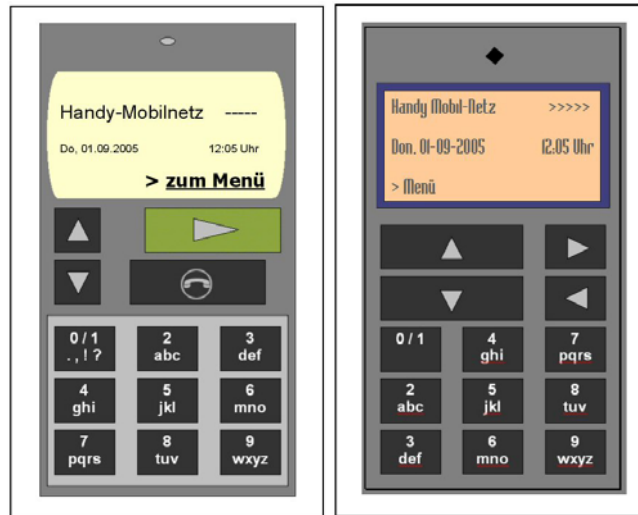 Handy-Mobilnetz -----
Do, 01.09.2005 12:05 Uhr
> zum Menü
0 / 1 2 3
. , ! ? abc def
4 5 6
ghi jkl mno
7 8 9
pqrs tuv wxyz
Handy Mobil-Netz >>>>>
Don, 01-09-2005 12:05 Uhr
> Menü
0 / 1 4 7
ghi pqrs
2 5 8
abc jkl tuv
3 6 9
def mno wxyz